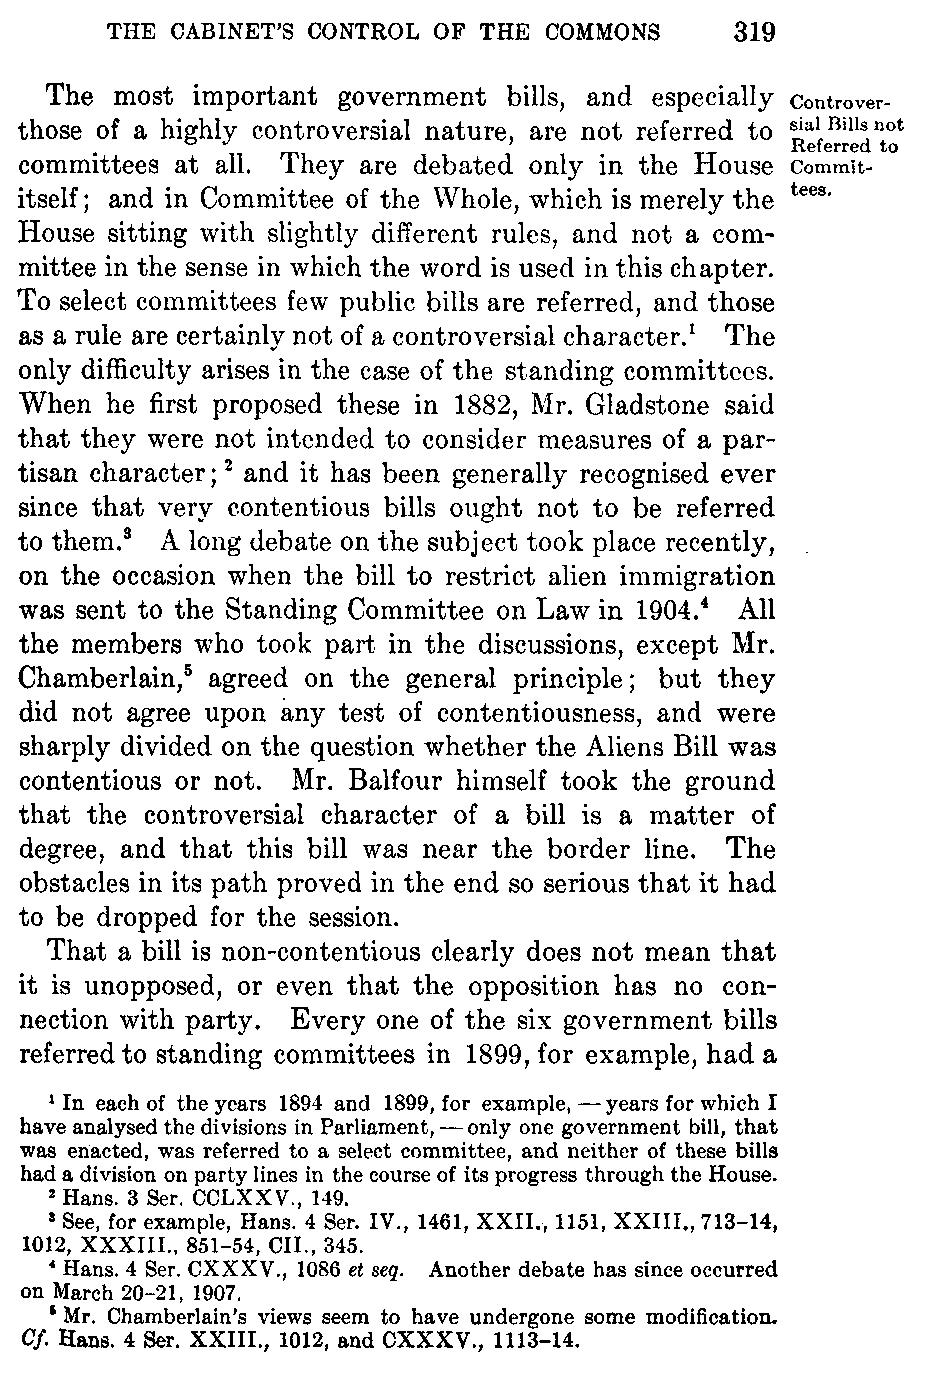 THE CABINET'S CONTROL OF THE COMMONS 319
The most important government bills, and especially
those of a highly controversial nature, are not referred to
committees at all. They are debated only in the House
itself; and in Committee of the Whole, which is merely the
House sitting with slightly different rules, and not a com-
mittee in the sense in which the word is used in this chapter.
To select committees few public bills are referred, and those
as a rule are certainly not of a controversial character.¹ The
only difficulty arises in the case of the standing committees.
When he first proposed these in 1882, Mr. Gladstone said
that they were not intended to consider measures of a par-
tisan character;² and it has been generally recognised ever
since that very contentious bills ought not to be referred
to them.³ A long debate on the subject took place recently,
on the occasion when the bill to restrict alien immigration
was sent to the Standing Committee on Law in 1904.⁴ All
the members who took part in the discussions, except Mr.
Chamberlain,⁵ agreed on the general principle; but they
did not agree upon any test of contentiousness, and were
sharply divided on the question whether the Aliens Bill was
contentious or not. Mr. Balfour himself took the ground
that the controversial character of a bill is a matter of
degree, and that this bill was near the border line. The
obstacles in its path proved in the end so serious that it had
to be dropped for the session.
That a bill is non-contentious clearly does not mean that
it is unopposed, or even that the opposition has no con-
nection with party. Every one of the six government bills
referred to standing committees in 1899, for example, had a
Controver-
sial Bills not
Referred to
Commit-
tees.
¹ In each of the years 1894 and 1899, for example, — years for which I
have analysed the divisions in Parliament, — only one government bill, that
was enacted, was referred to a select committee, and neither of these bills
had a division on party lines in the course of its progress through the House.
² Hans. 3 Ser. CCLXXV., 149.
³ See, for example, Hans. 4 Ser. IV., 1461, XXII., 1151, XXIII., 713–14,
1012, XXXIII., 851–54, CII., 345.
⁴ Hans. 4 Ser. CXXXV., 1086 et seq. Another debate has since occurred
on March 20–21, 1907.
⁵ Mr. Chamberlain's views seem to have undergone some modification.
Cf. Hans. 4 Ser. XXIII., 1012, and CXXXV., 1113–14.